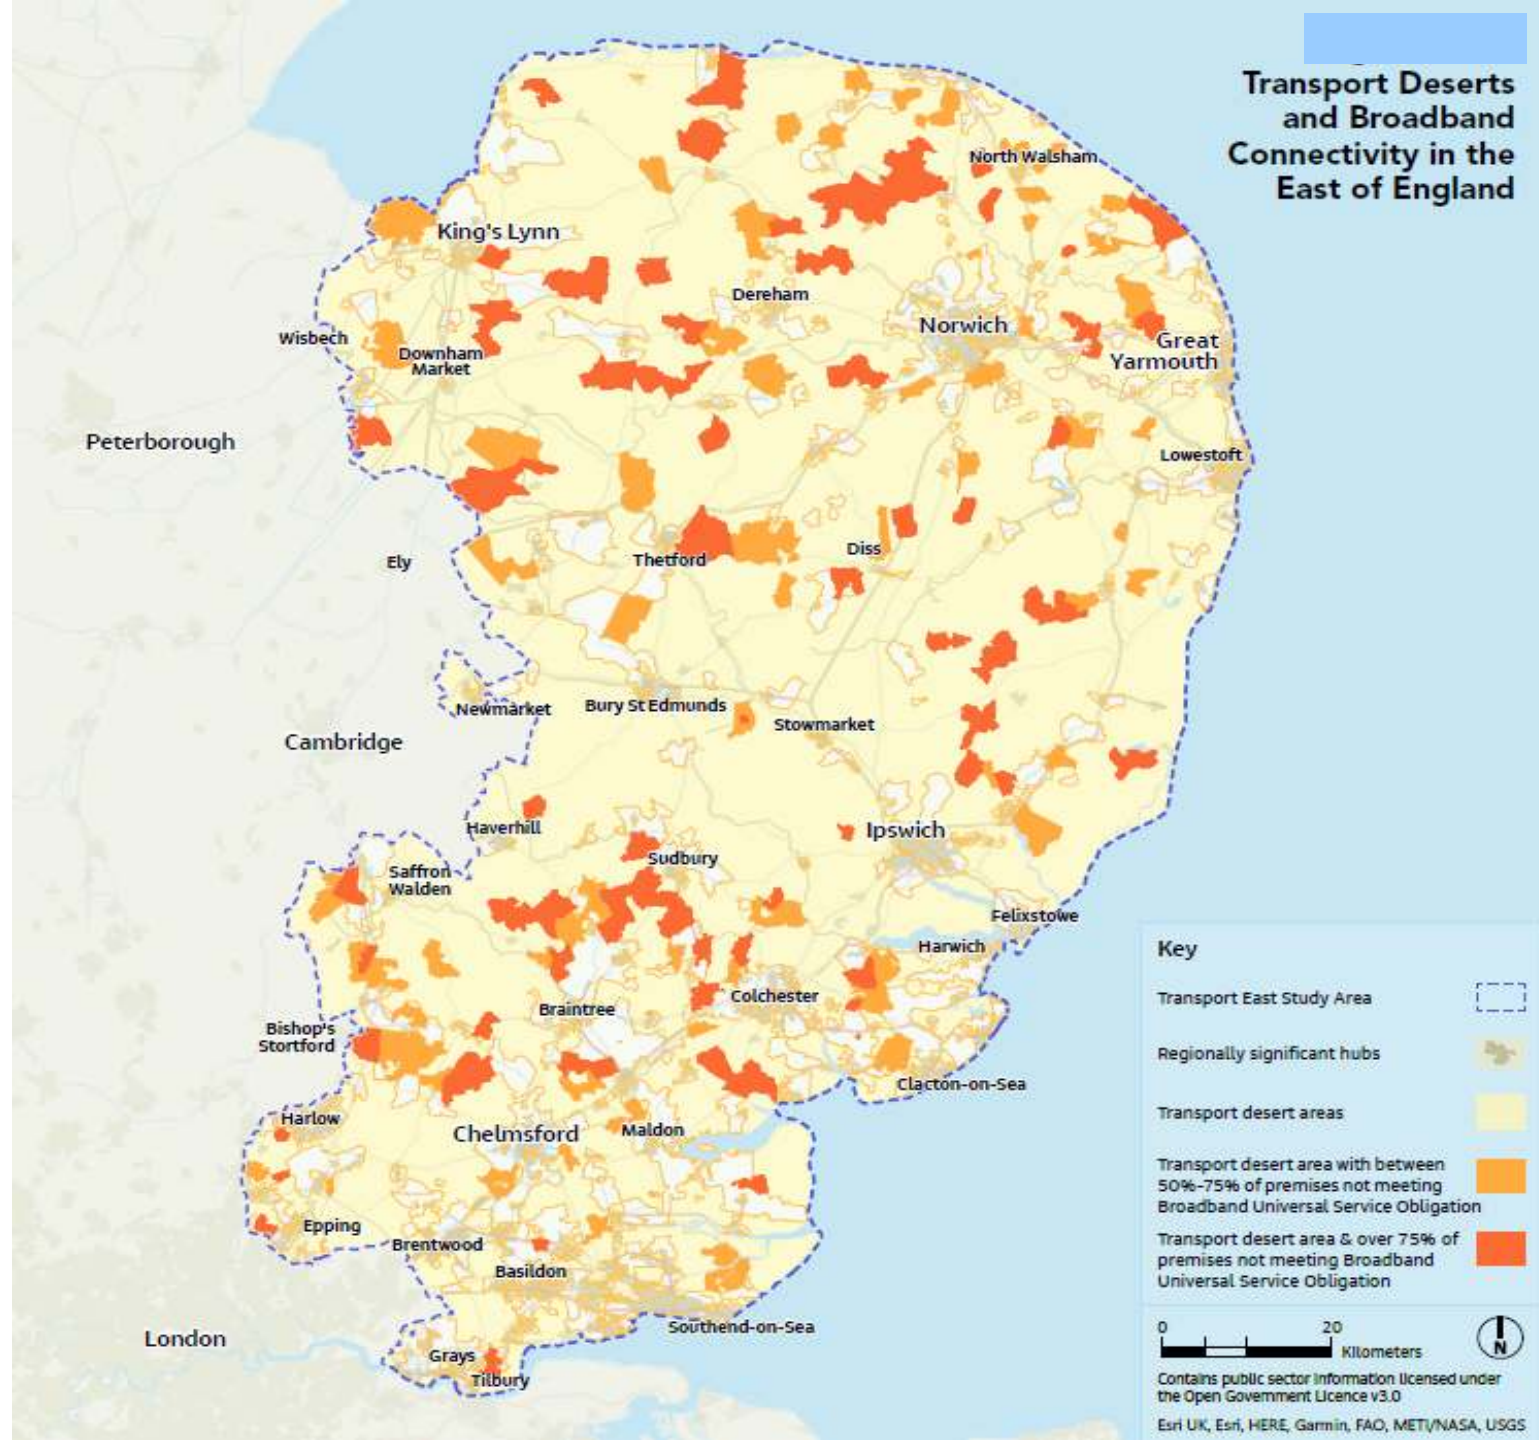 Transport Deserts
and Broadband
Connectivity in the
East of England
North Walsham
King's Lynn
Dereham
Norwich
Wisbech
Great
Yarmouth
Downham
Market
Peterborough
Lowestoft
Ely
Thetford
Diss
Newmarket
Bury St Edmunds
Stowmarket
Cambridge
Haverhill
Ipswich
Sudbury
Saffron
Walden
Felixstowe
Harwich
Colchester
Braintree
Bishop's
Stortford
Clacton-on-Sea
Harlow
Chelmsford
Maldon
Epping
Brentwood
Basildon
Southend-on-Sea
London
Grays
Tilbury
Key
Transport East Study Area
Regionally significant hubs
Transport desert areas
Transport desert area with between
50%-75% of premises not meeting
Broadband Universal Service Obligation
Transport desert area & over 75% of
premises not meeting Broadband
Universal Service Obligation
0 20
Kilometers
N
Contains public sector information licensed under
the Open Government Licence v3.0
Esri UK, Esri, HERE, Garmin, FAO, METI/NASA, USGS